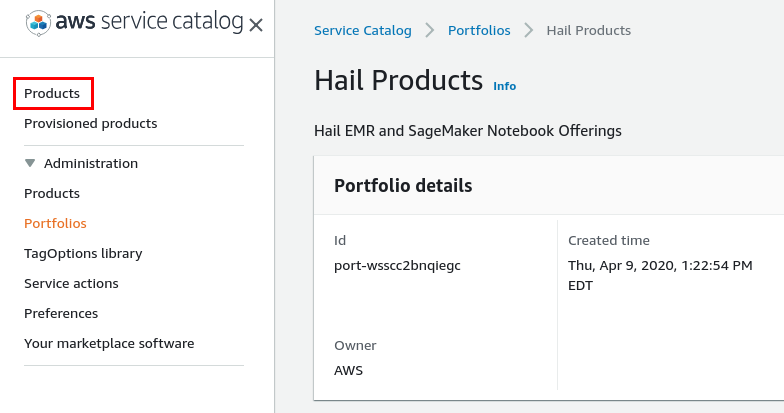 aws service catalog
Products
Provisioned products
Administration
Products
Portfolios
TagOptions library
Service actions
Preferences
Your marketplace software
Service Catalog > Portfolios > Hail Products
Hail Products Info
Hail EMR and SageMaker Notebook Offerings
Portfolio details
Id
port-wsscc2bnqiegc
Owner
AWS
Created time
Thu, Apr 9, 2020, 1:22:54 PM
EDT